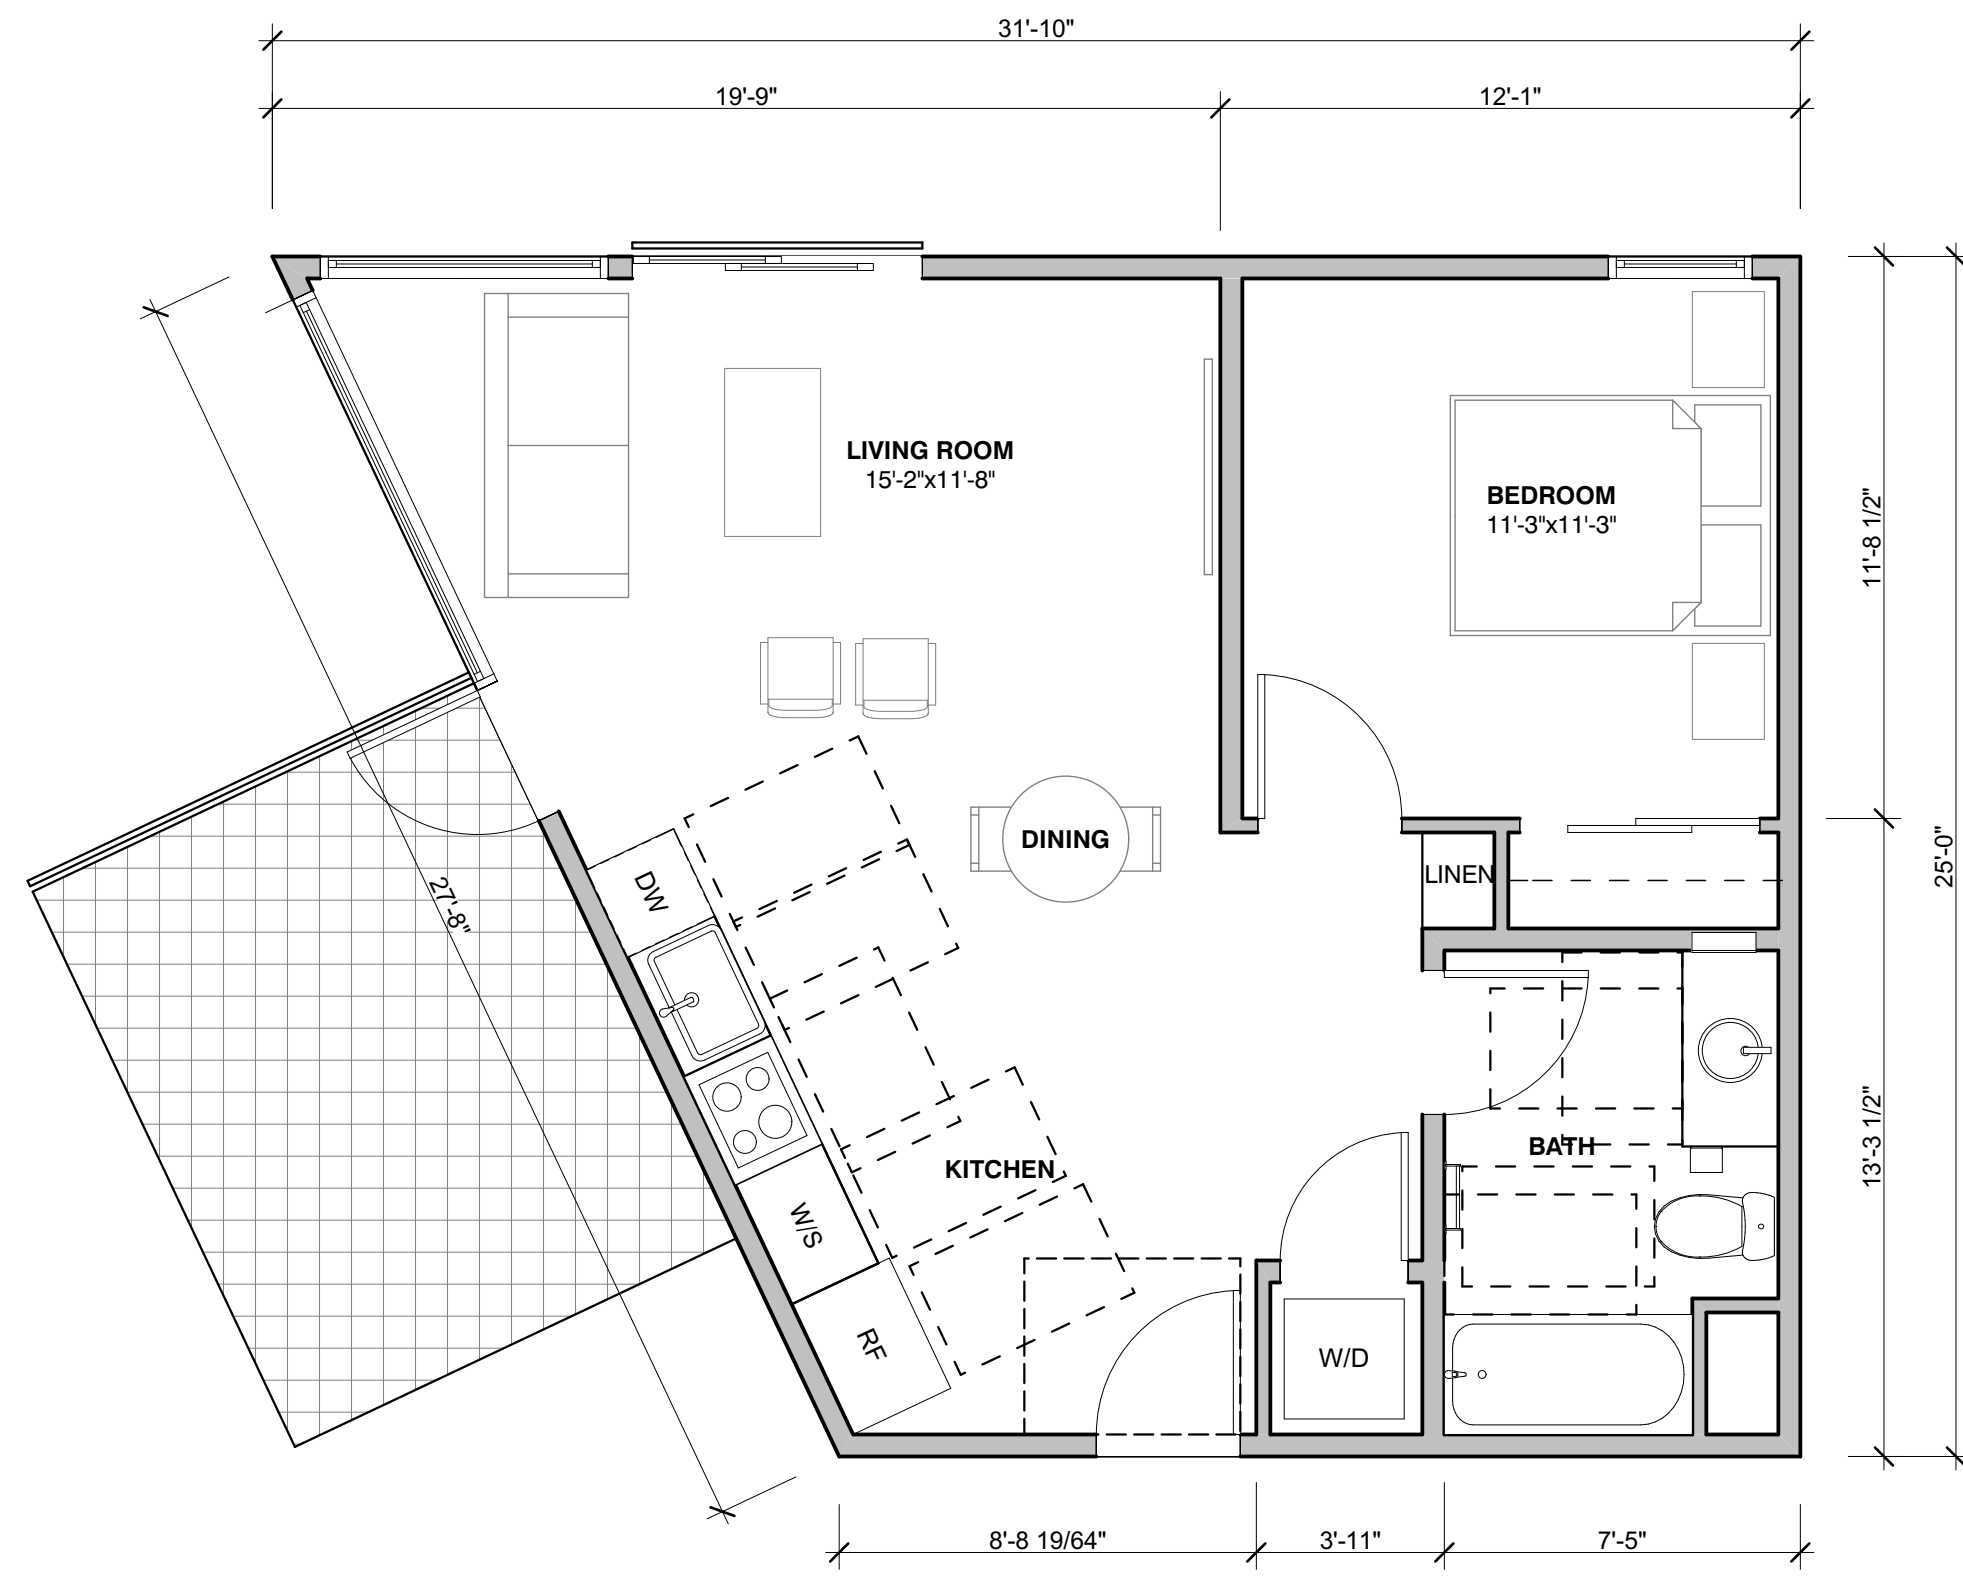 31'-10"
19'-9"
12'-1"
LIVING ROOM
15'-2"x11'-8"
BEDROOM
11'-3"x11'-3"
11'-8 1/2"
25'-0"
DINING
LINEN
DW
27'-8"
13'-3 1/2"
BATH
KITCHEN
W/S
RF
W/D
8'-8 19/64"
3'-11"
7'-5"